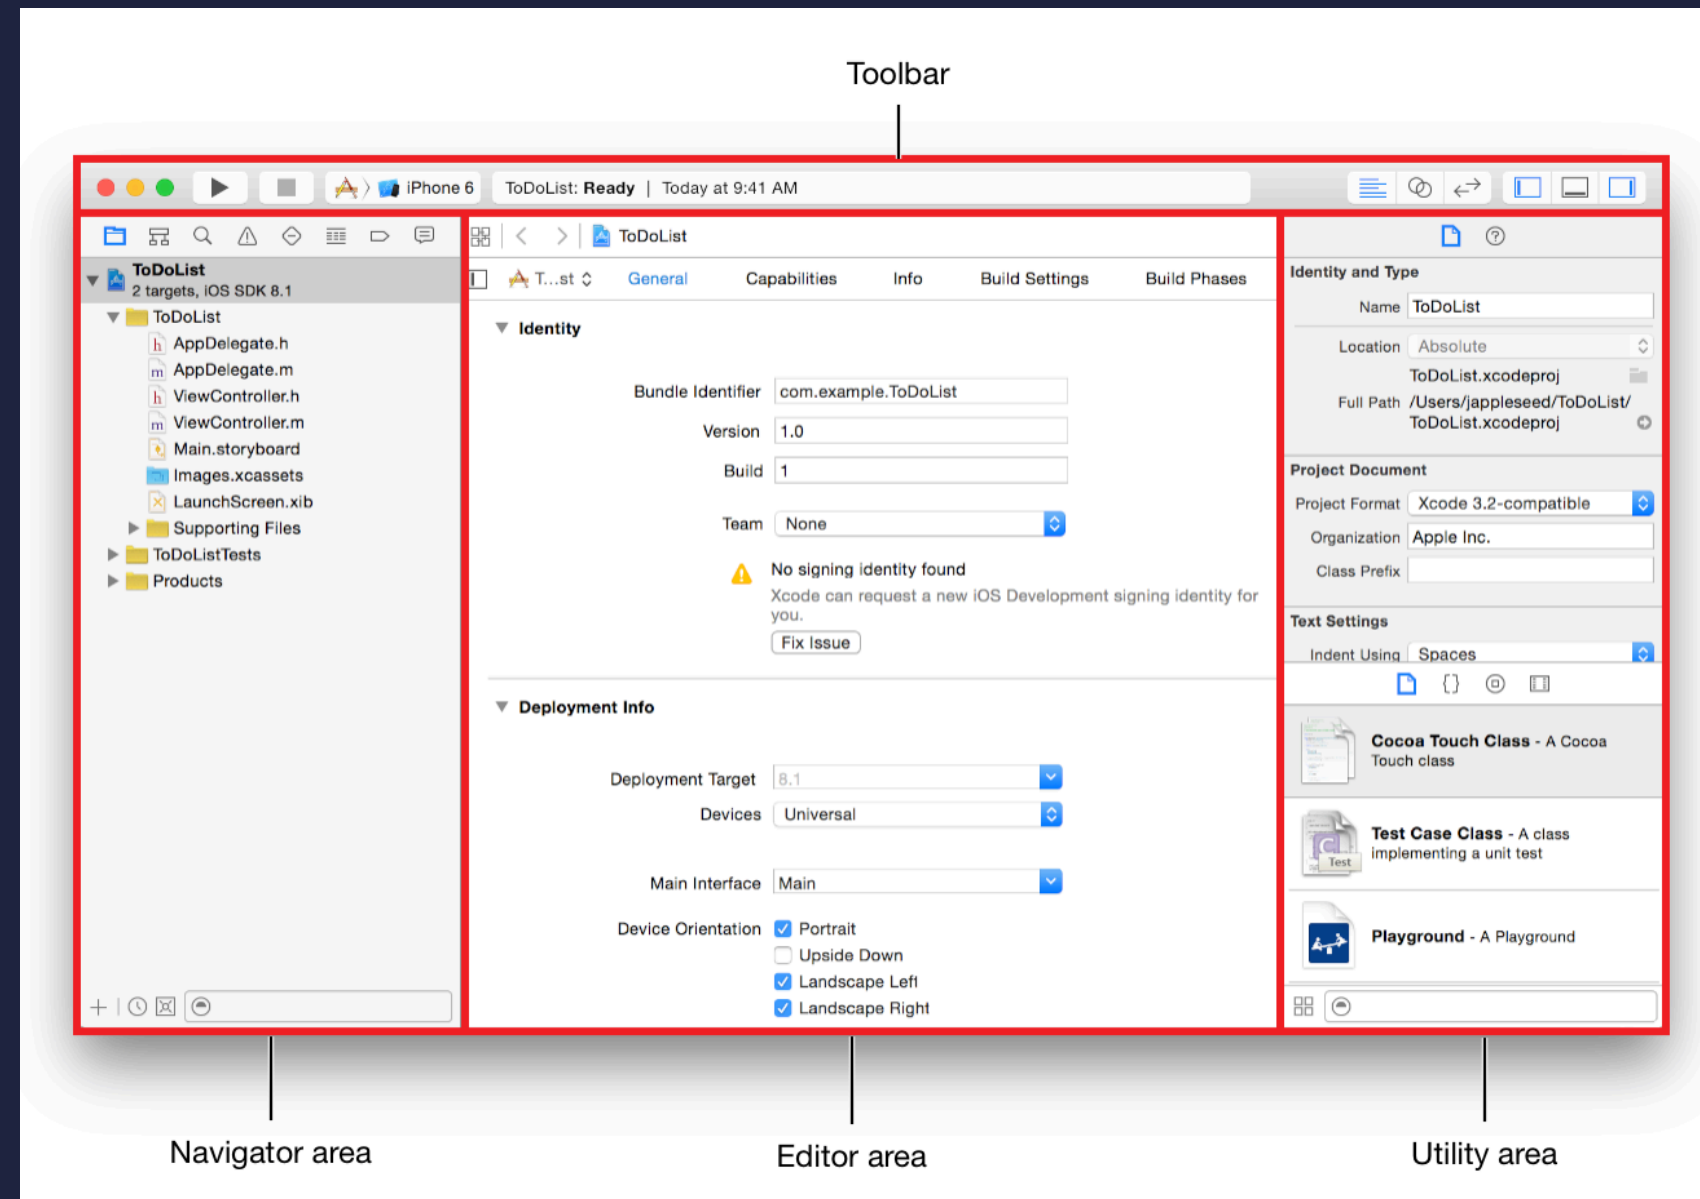 Toolbar
iPhone 6
ToDoList: Ready | Today at 9:41 AM
ToDoList
2 targets, iOS SDK 8.1
ToDoList
h AppDelegate.h
m AppDelegate.m
h ViewController.h
m ViewController.m
Main.storyboard
Images.xcassets
LaunchScreen.xib
Supporting Files
ToDoListTests
Products
ToDoList
T...st General Capabilities Info Build Settings Build Phases
Identity
Bundle Identifier com.example.ToDoList
Version 1.0
Build 1
Team None
No signing identity found
Xcode can request a new iOS Development signing identity for
you.
Fix Issue
Deployment Info
Deployment Target 8.1
Devices Universal
Main Interface Main
Device Orientation Portrait
Upside Down
Landscape Left
Landscape Right
Identity and Type
Name ToDoList
Location Absolute
ToDoList.xcodeproj
Full Path /Users/jappleseed/ToDoList/
ToDoList.xcodeproj
Project Document
Project Format Xcode 3.2-compatible
Organization Apple Inc.
Class Prefix
Text Settings
Indent Using Spaces
{}
Cocoa Touch Class - A Cocoa
Touch class
C
Test
Test Case Class - A class
implementing a unit test
Playground - A Playground
Navigator area
Editor area
Utility area